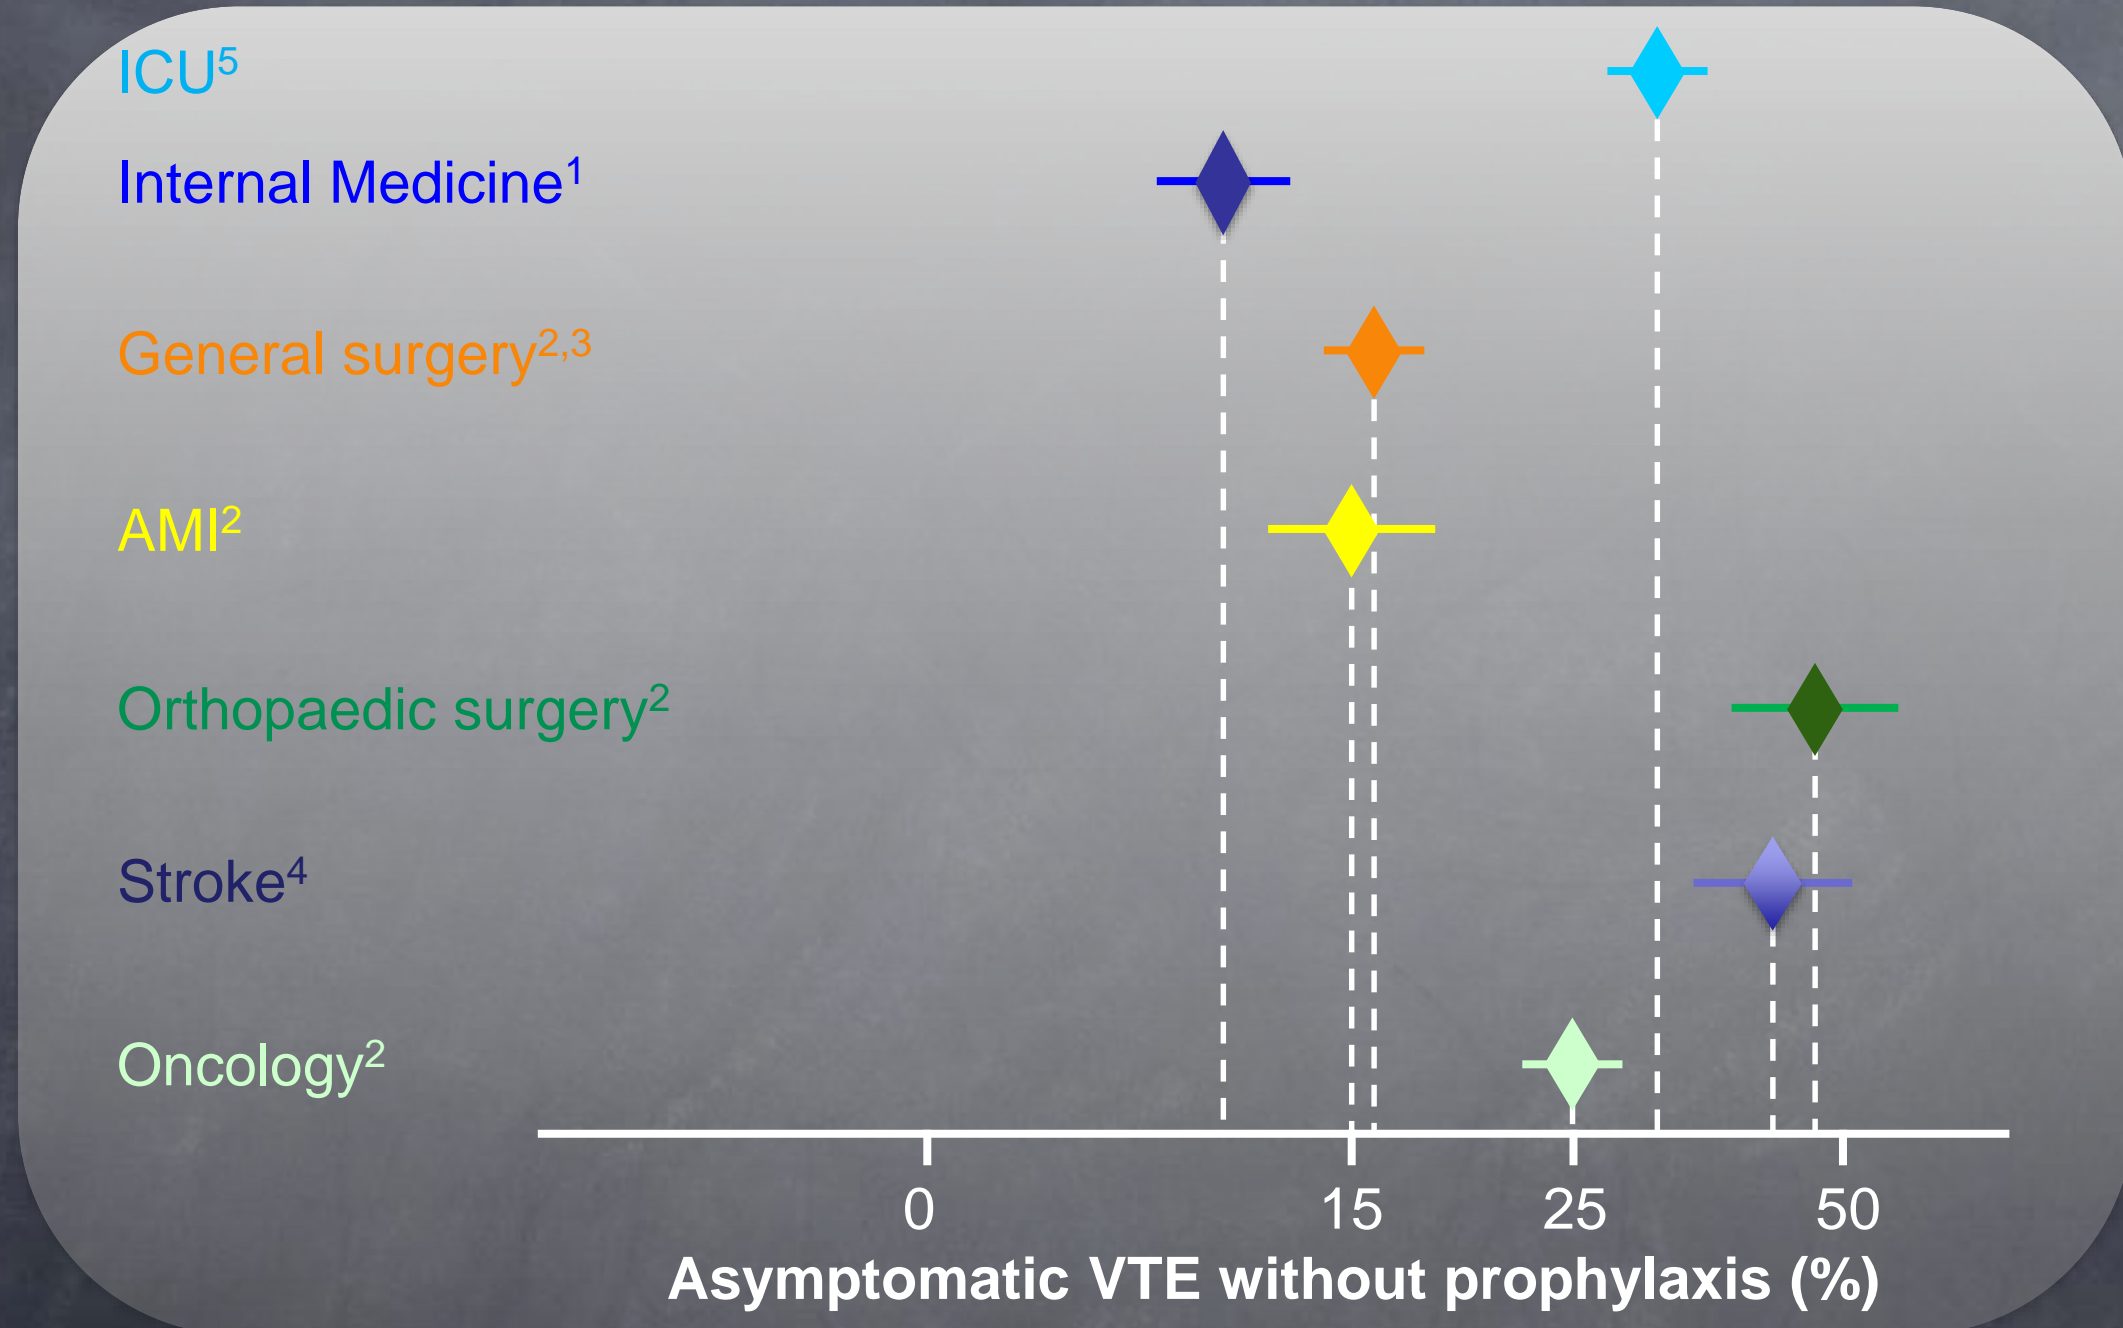 ICU⁵
Internal Medicine¹
General surgery²,³
AMI²
Orthopaedic surgery²
Stroke⁴
Oncology²
0 15 25 50
Asymptomatic VTE without prophylaxis (%)